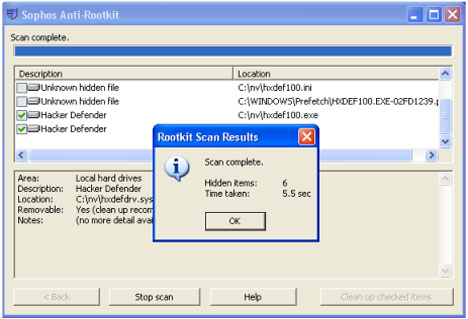 Sophos Anti-Rootkit
Scan complete.
Description Location
Unknown hidden file C:\nv\hxdef100.ini
Unknown hidden file C:\WINDOWS\Prefetch\HXDEF100.EXE-02FD1239.p
Hacker Defender C:\nv\hxdef100.exe
Hacker Defender
Rootkit Scan Results
Scan complete.
Hidden items: 6
Time taken: 5.5 sec
OK
Area: Local hard drives
Description: Hacker Defender
Location: C:\nv\hxdefdrv.sys
Removable: Yes (clean up recom
Notes: (no more detail avai
< Back Stop scan Help Clean up checked items